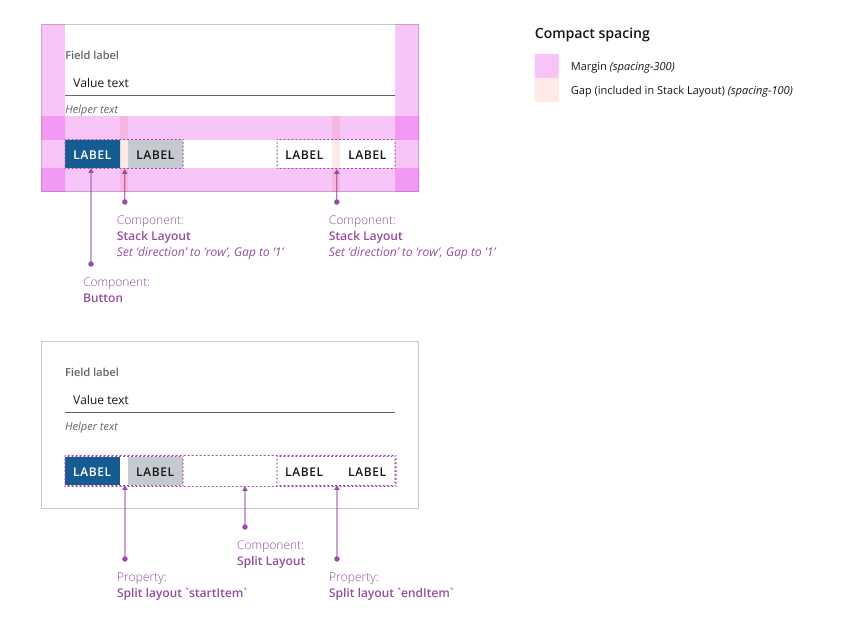 Compact spacing
Margin (spacing-300)
Gap (included in Stack Layout) (spacing-100)
Field label
Value text
Helper text
LABEL LABEL LABEL LABEL
Component:
Stack Layout
Set ‘direction’ to ‘row’, Gap to ‘1’
Component:
Stack Layout
Set ‘direction’ to ‘row’, Gap to ‘1’
Component:
Button
Field label
Value text
Helper text
LABEL LABEL LABEL LABEL
Component:
Split Layout
Property:
Split layout `startItem`
Property:
Split layout `endItem`